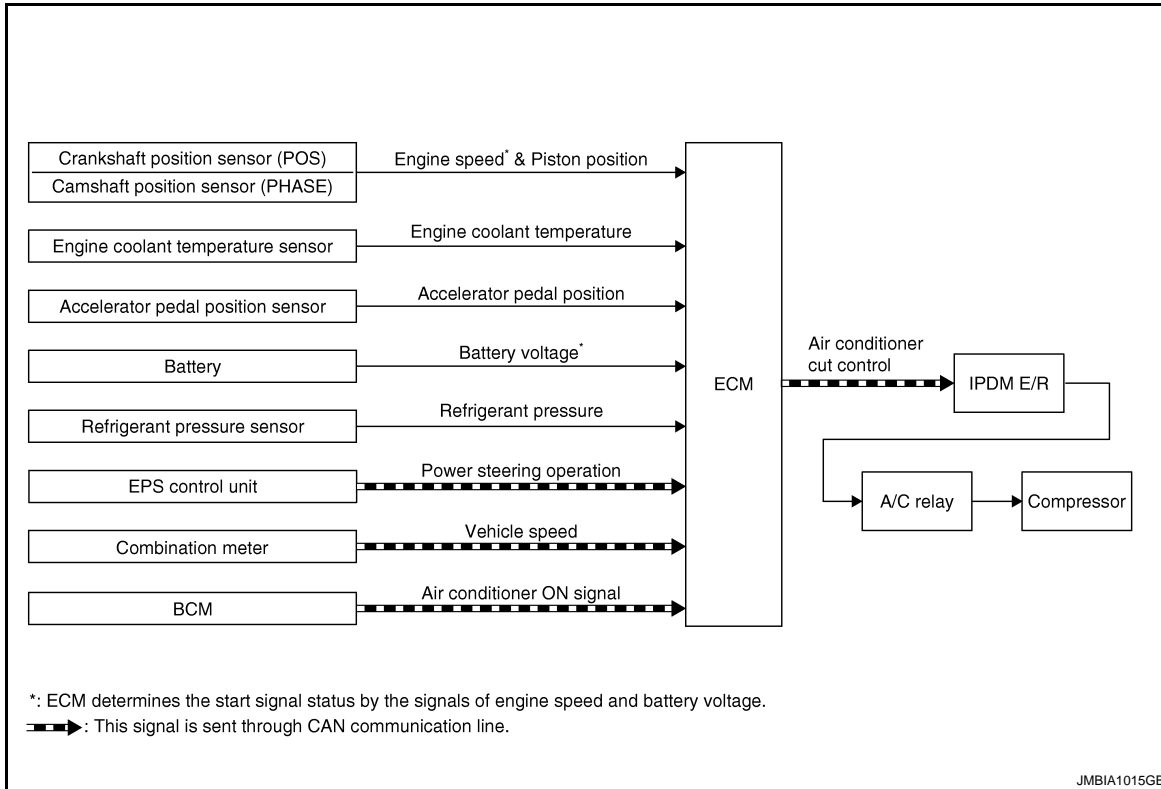 Crankshaft position sensor (POS)
Camshaft position sensor (PHASE)
Engine speed* & Piston position
Engine coolant temperature sensor
Engine coolant temperature
Accelerator pedal position sensor
Accelerator pedal position
Battery
Battery voltage*
Refrigerant pressure sensor
Refrigerant pressure
EPS control unit
Power steering operation
Combination meter
Vehicle speed
BCM
Air conditioner ON signal
ECM
Air conditioner
cut control
IPDM E/R
A/C relay
Compressor
*: ECM determines the start signal status by the signals of engine speed and battery voltage.
: This signal is sent through CAN communication line.
JMBIA1015GB